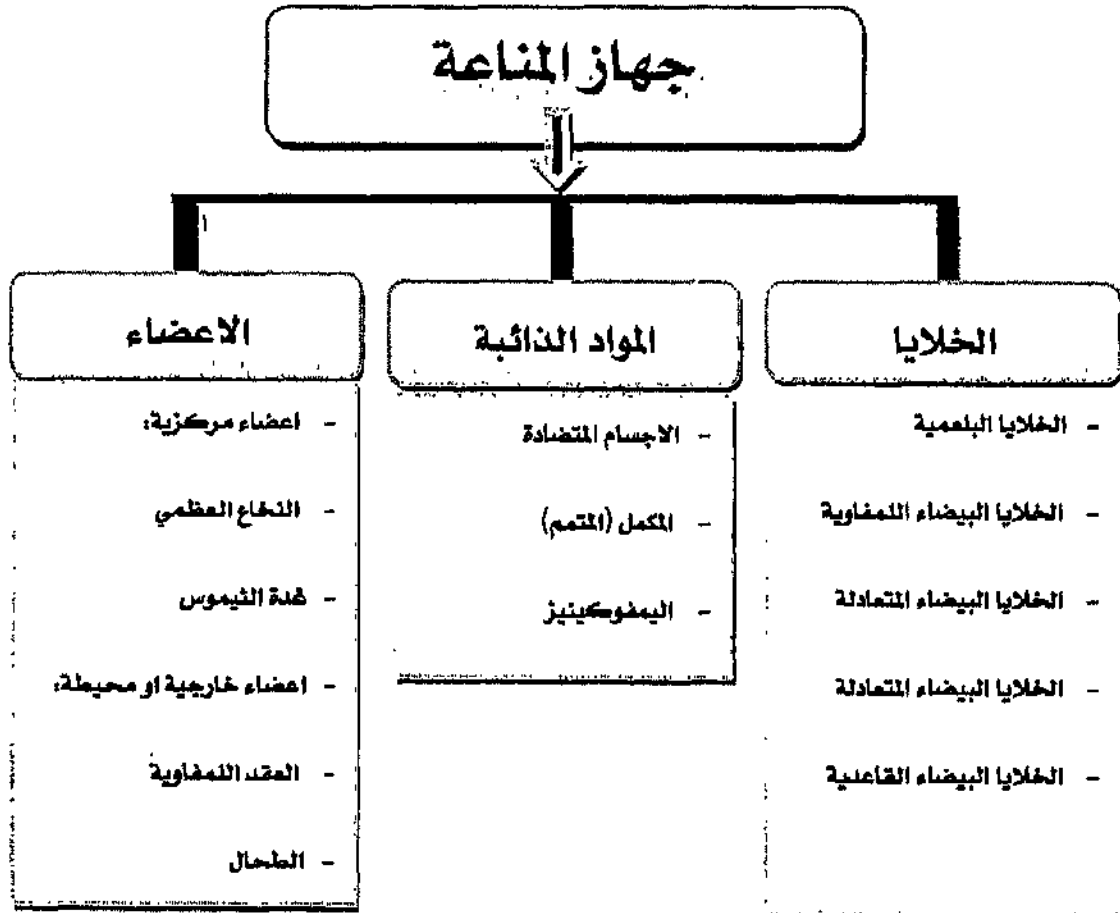 جهاز المناعة
الخلايا
- الخلايا البلعمية
- الخلايا البيضاء اللمفاوية
- الخلايا البيضاء المتعادلة
- الخلايا البيضاء المتعادلة
- الخلايا البيضاء القاعدية
المواد الذائبة
- الاجسام المتضادة
- المكمل (المتمم)
- اليمفوكينيز
الاعضاء
- اعضاء مركزية:
- النخاع العظمي
- غدة الثيموس
- اعضاء خارجية او محيطة:
- العقد اللمفاوية
- الطحال